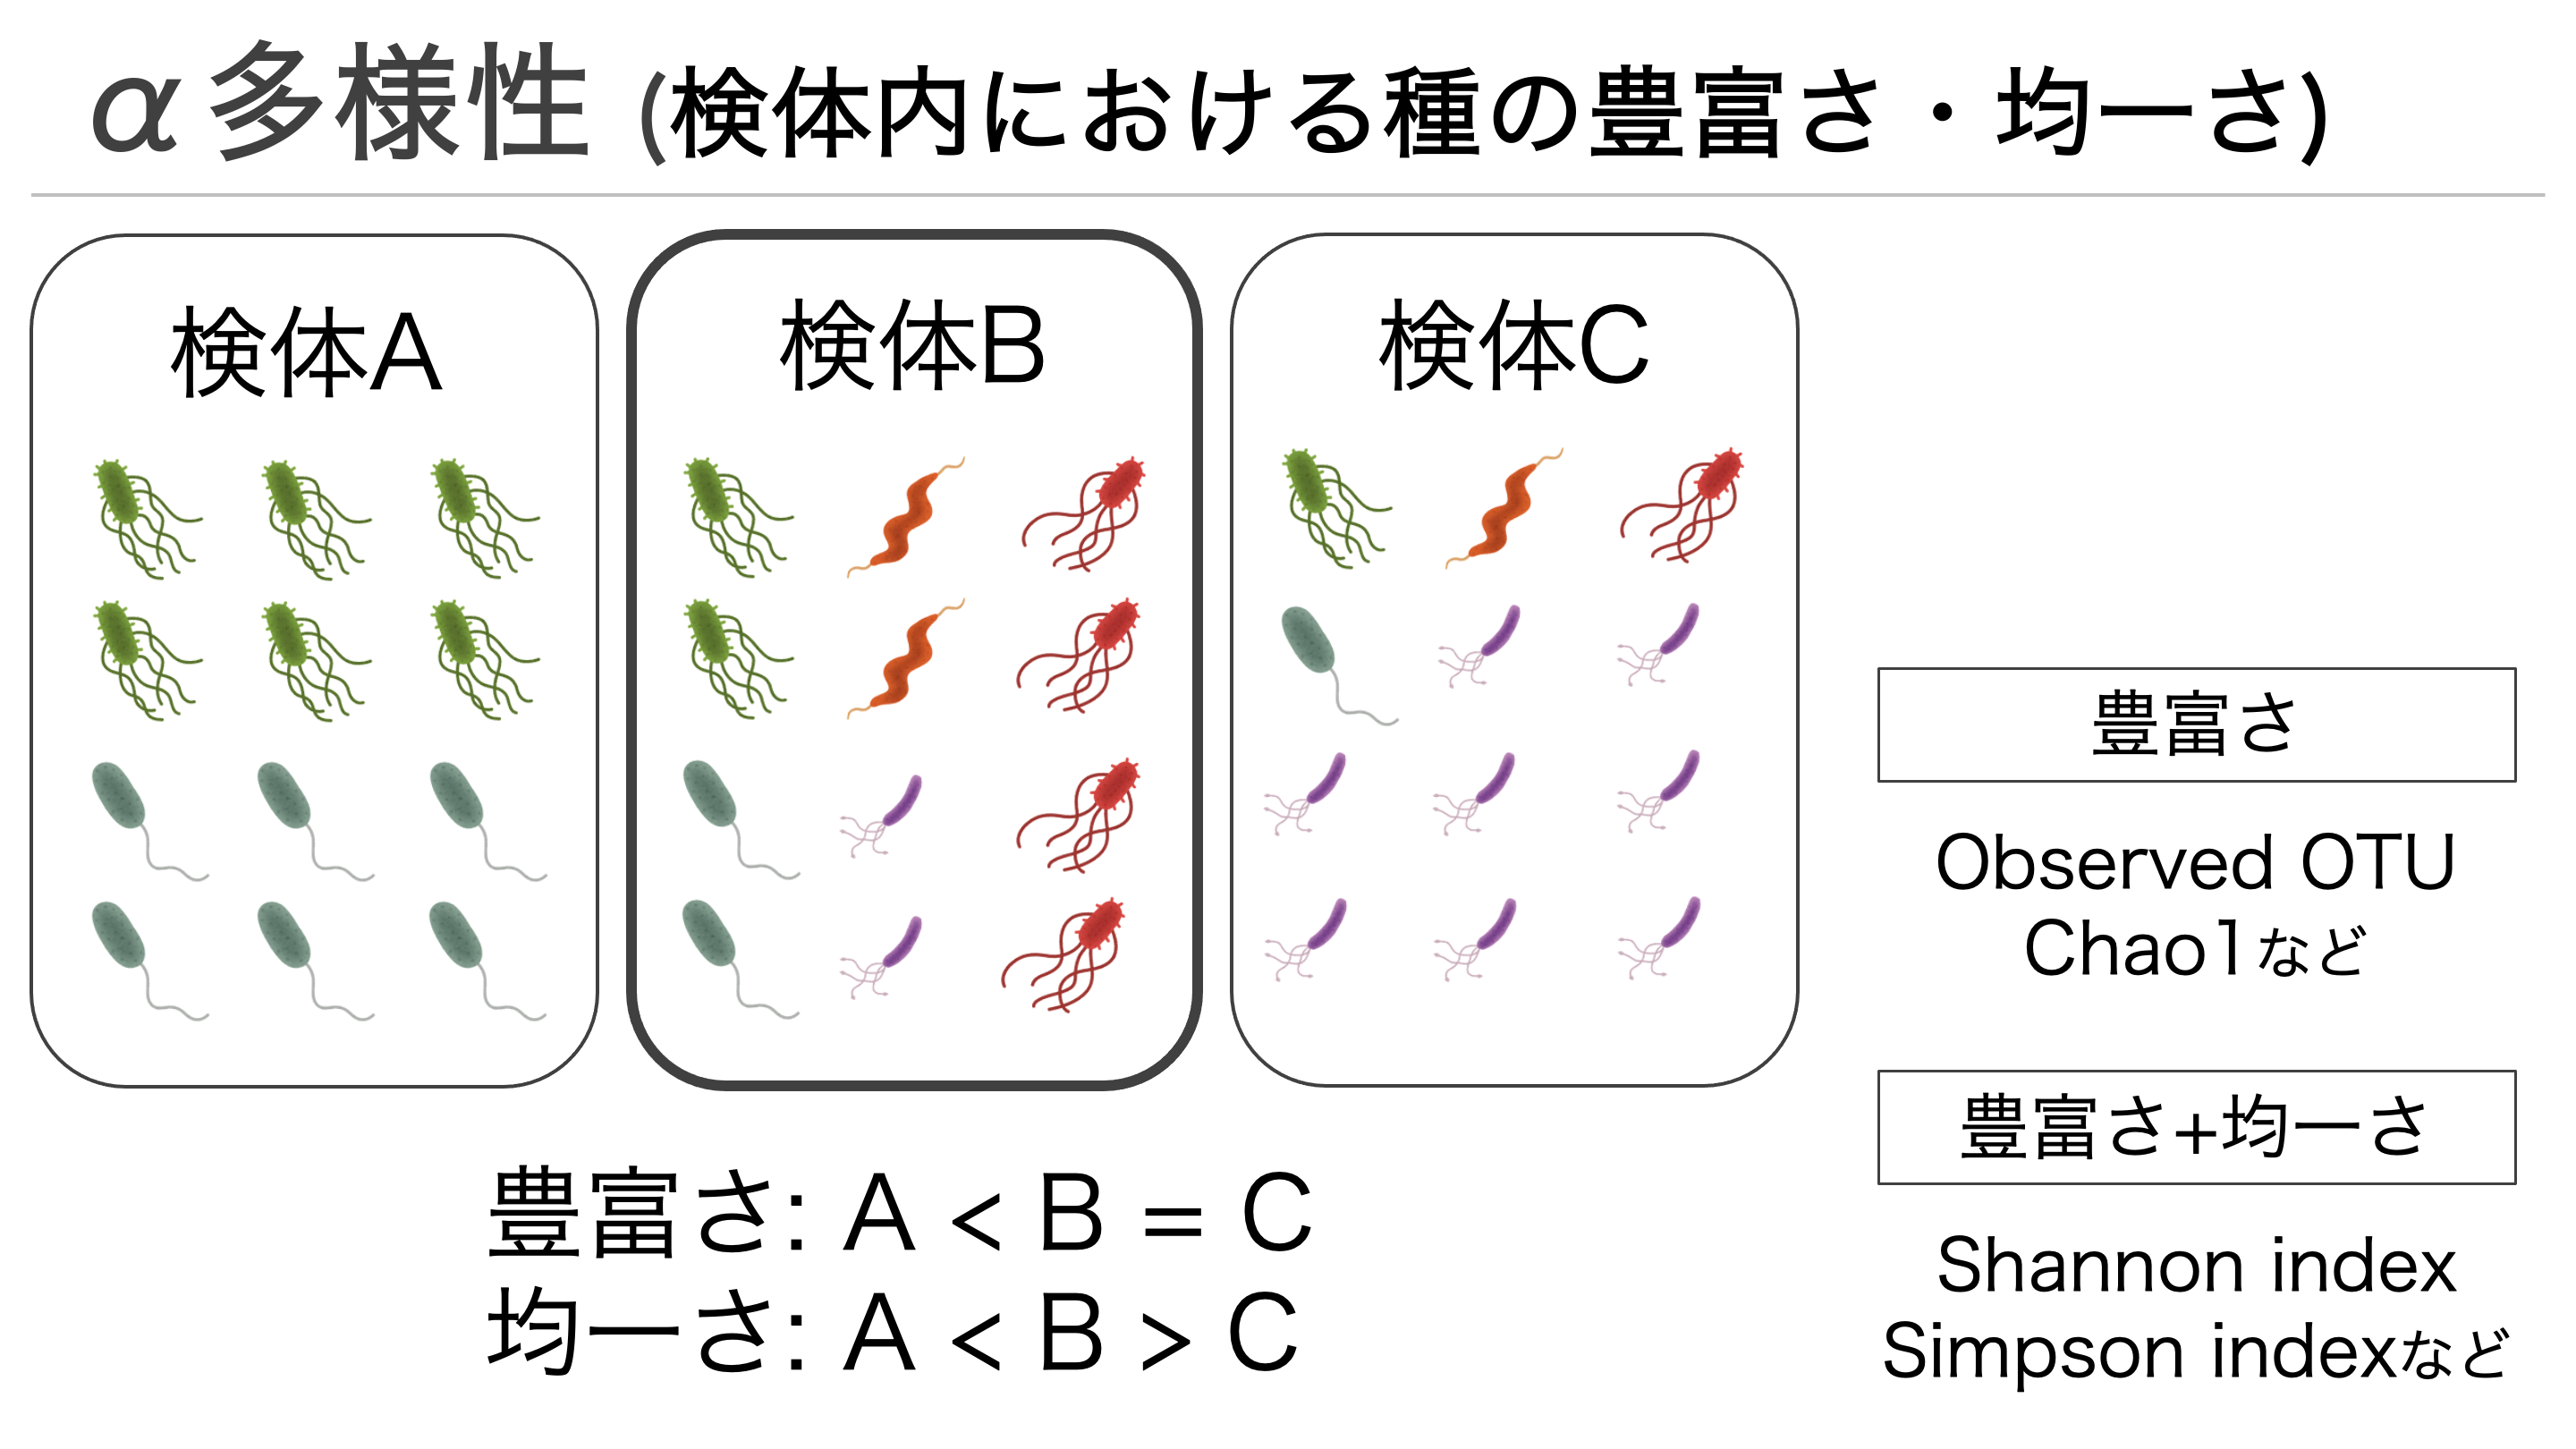 α多様性 (検体内における種の豊富さ・均一さ)
検体A
検体B
検体C
豊富さ: A < B = C
均一さ: A < B > C
豊富さ
Observed OTU
Chao1など
豊富さ+均一さ
Shannon index
Simpson indexなど